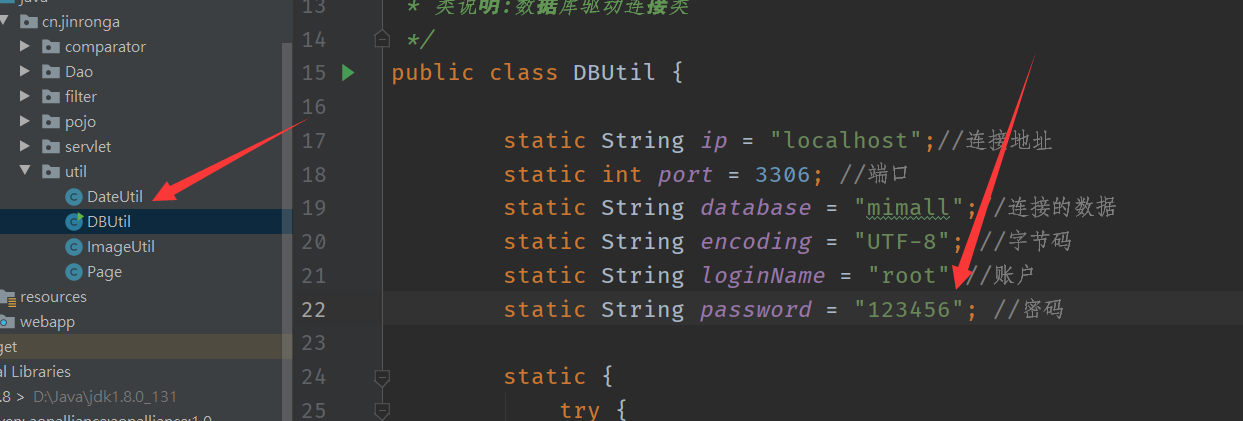 java
cn.jinronga
comparator
Dao
filter
pojo
servlet
util
DateUtil
DBUtil
ImageUtil
Page
resources
webapp
get
al Libraries
.8 > D:\Java\jdk1.8.0_131
13 * 类说明:数据库驱动连接类
14 */
15 public class DBUtil {
16
17 static String ip = "localhost";//连接地址
18 static int port = 3306; //端口
19 static String database = "mimall"; //连接的数据
20 static String encoding = "UTF-8"; //字节码
21 static String loginName = "root" //账户
22 static String password = "123456"; //密码
23
24 static {
25 try {